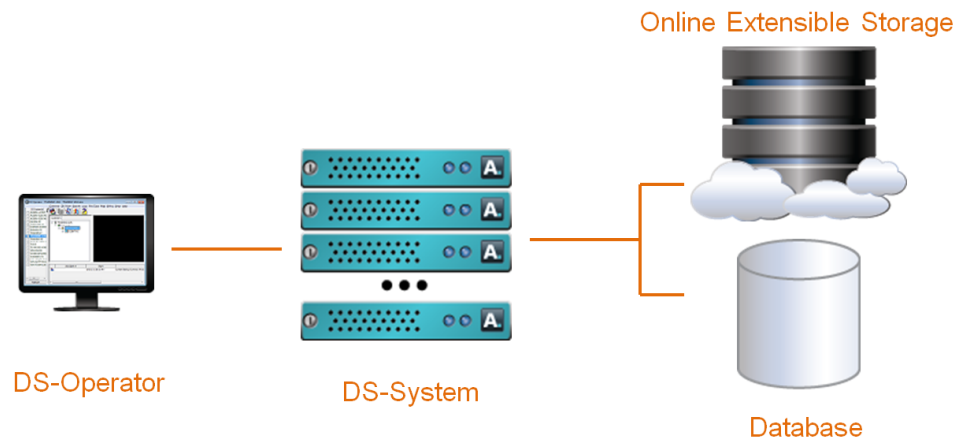 Online Extensible Storage
A
A
A
A
DS-Operator
DS-System
Database